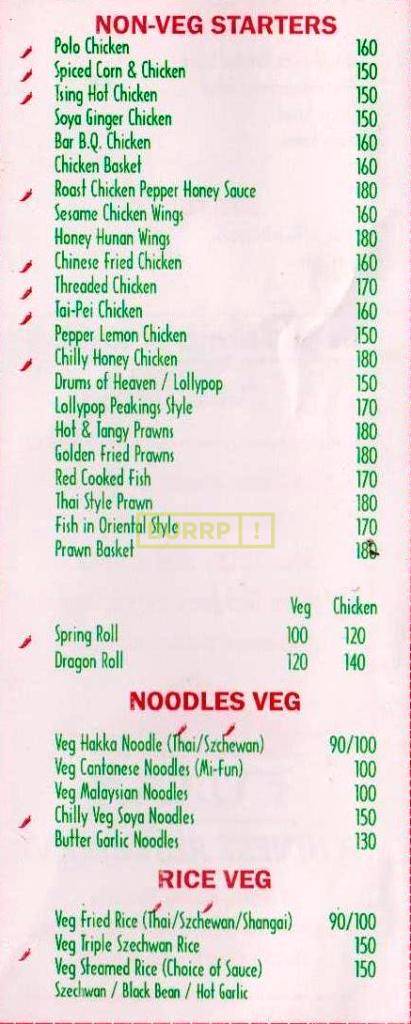 NON-VEG STARTERS
Polo Chicken 160
Spiced Corn & Chicken 150
Tsing Hot Chicken 150
Soya Ginger Chicken 150
Bar B.Q. Chicken 160
Chicken Basket 160
Roast Chicken Pepper Honey Sauce 180
Sesame Chicken Wings 160
Honey Hunan Wings 180
Chinese Fried Chicken 160
Threaded Chicken 170
Tai-Pei Chicken 160
Pepper Lemon Chicken 150
Chilly Honey Chicken 180
Drums of Heaven / Lollypop 150
Lollypop Peakings Style 170
Hot & Tangy Prawns 180
Golden Fried Prawns 180
Red Cooked Fish 170
Thai Style Prawn 180
Fish in Oriental Style 170
BURRP!
Prawn Basket
Veg Chicken
Spring Roll 100 120
Dragon Roll 120 140
NOODLES VEG
Veg Hakka Noodle (Thai/Szchewan) 90/100
Veg Cantonese Noodles (Mi-Fun) 100
Veg Malaysian Noodles 100
Chilly Veg Soya Noodles 150
Butter Garlic Noodles 130
RICE VEG
Veg Fried Rice (Thai/Szchewan/Shangai) 90/100
Veg Triple Szechwan Rice 150
Veg Steamed Rice (Choice of Sauce) 150
Szechwan / Black Bean / Hot Garlic